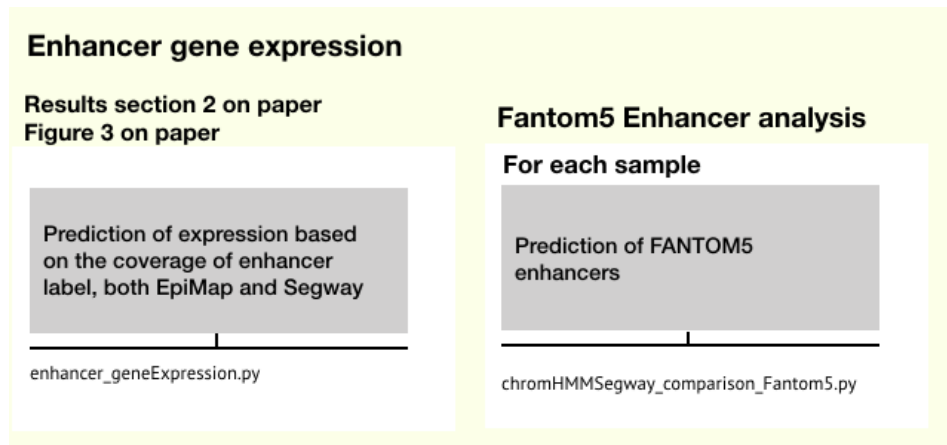 Enhancer gene expression
Results section 2 on paper
Figure 3 on paper
Prediction of expression based
on the coverage of enhancer
label, both EpiMap and Segway
enhancer_geneExpression.py
Fantom5 Enhancer analysis
For each sample
Prediction of FANTOM5
enhancers
chromHMMSegway_comparison_Fantom5.py